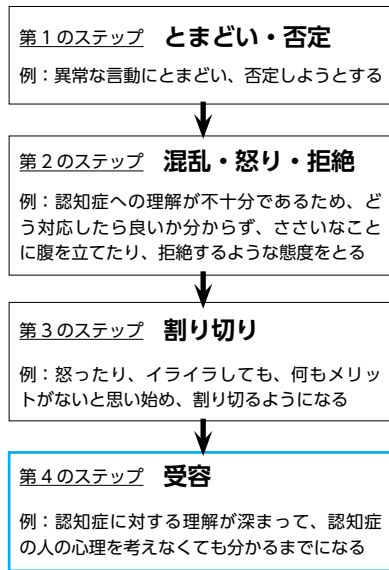 第1のステップ とまどい・否定
例：異常な言動にとまどい、否定しようとする
第2のステップ 混乱・怒り・拒絶
例：認知症への理解が不十分であるため、ど
う対応したら良いか分からず、ささいなこと
に腹を立てたり、拒絶するような態度をとる
第3のステップ 割り切り
例：怒ったり、イライラしても、何もメリッ
トがないと思い始め、割り切るようになる
第4のステップ 受容
例：認知症に対する理解が深まって、認知症
の人の心理を考えなくても分かるまでになる